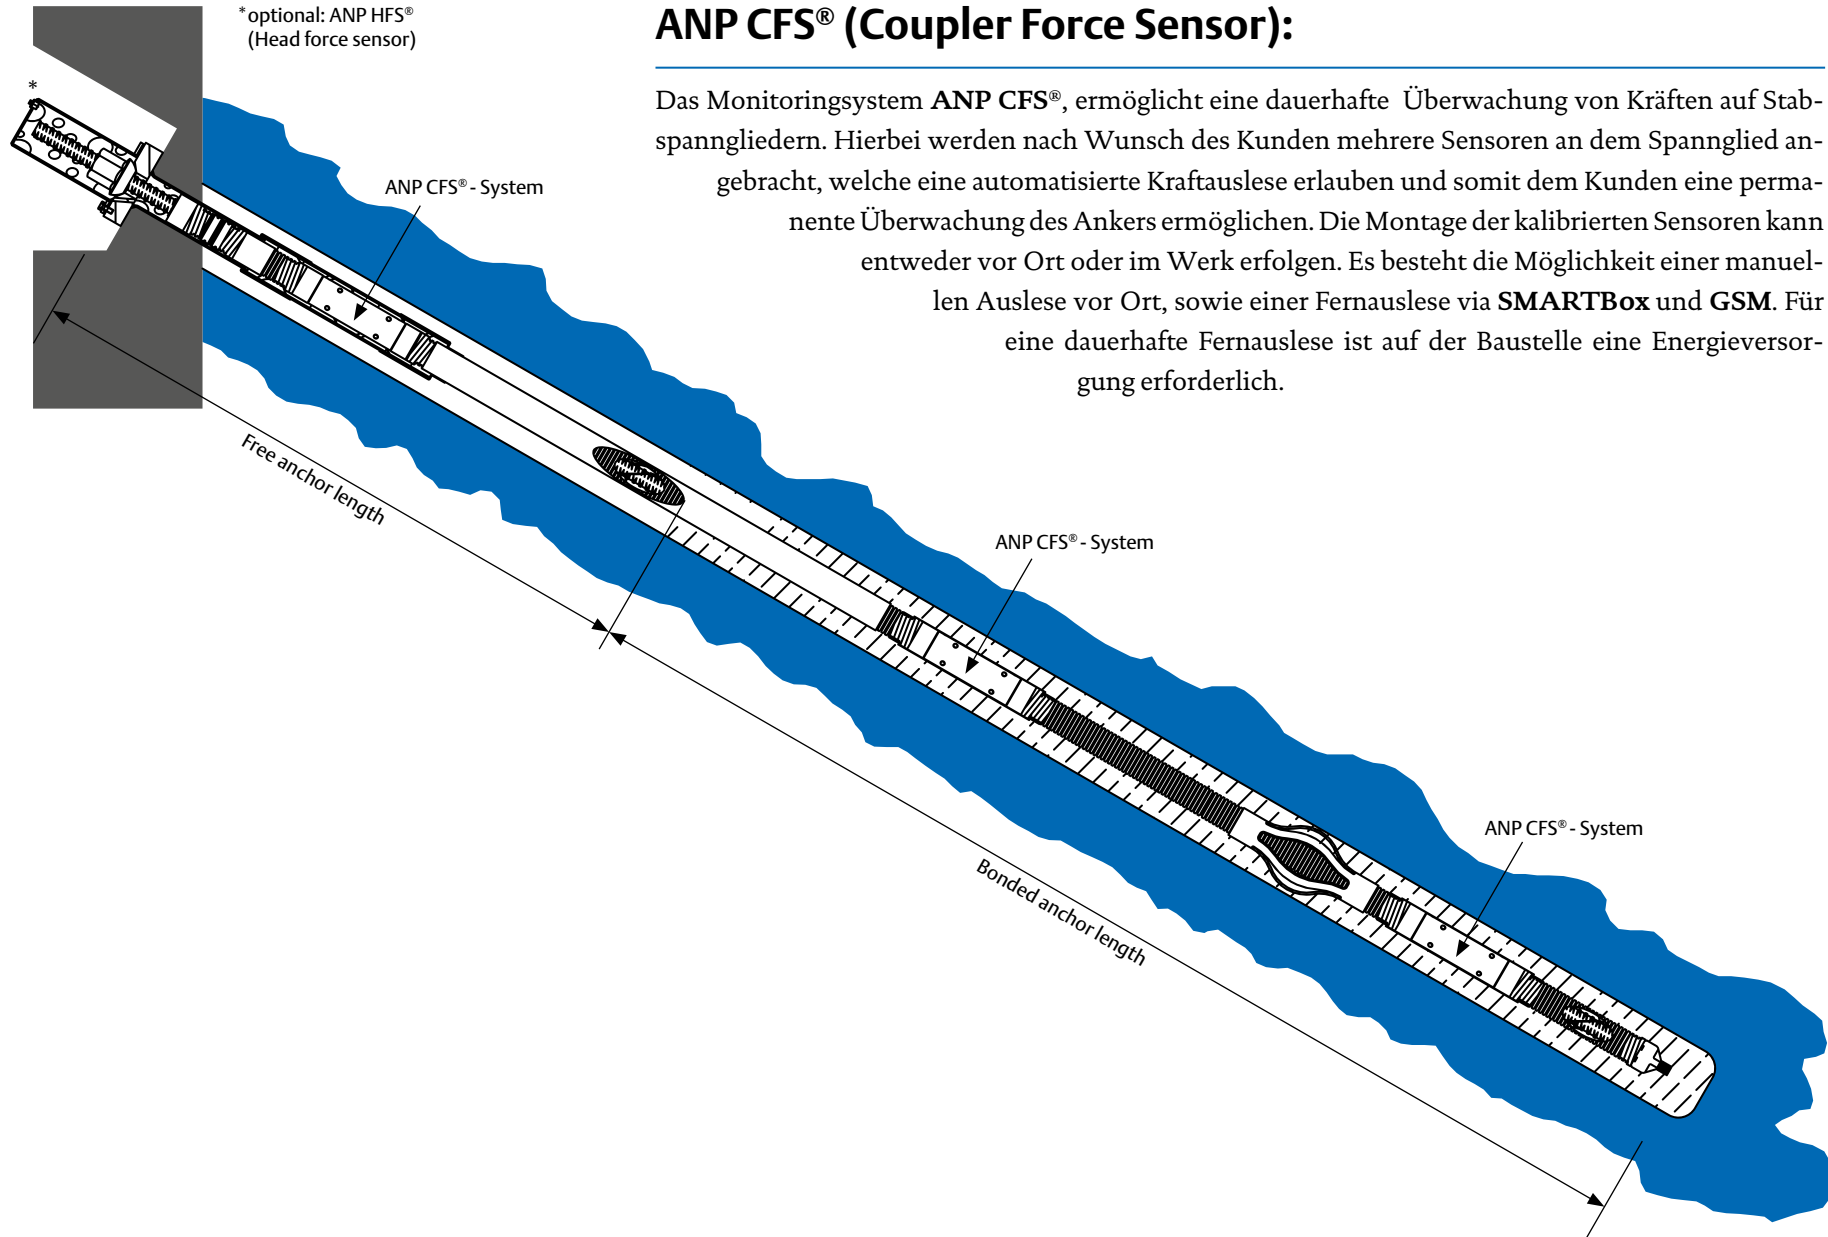 * optional: ANP HFS®
(Head force sensor)
*
ANP CFS® (Coupler Force Sensor):
Das Monitoringsystem ANP CFS®, ermöglicht eine dauerhafte Überwachung von Kräften auf Stab-
spanngliedern. Hierbei werden nach Wunsch des Kunden mehrere Sensoren an dem Spannglied an-
gebracht, welche eine automatisierte Kraftauslese erlauben und somit dem Kunden eine perma-
nente Überwachung des Ankers ermöglichen. Die Montage der kalibrierten Sensoren kann
entweder vor Ort oder im Werk erfolgen. Es besteht die Möglichkeit einer manuel-
len Auslese vor Ort, sowie einer Fernauslese via SMARTBox und GSM. Für
eine dauerhafte Fernauslese ist auf der Baustelle eine Energieversor-
gung erforderlich.
ANP CFS® - System
Free anchor length
ANP CFS® - System
ANP CFS® - System
Bonded anchor length